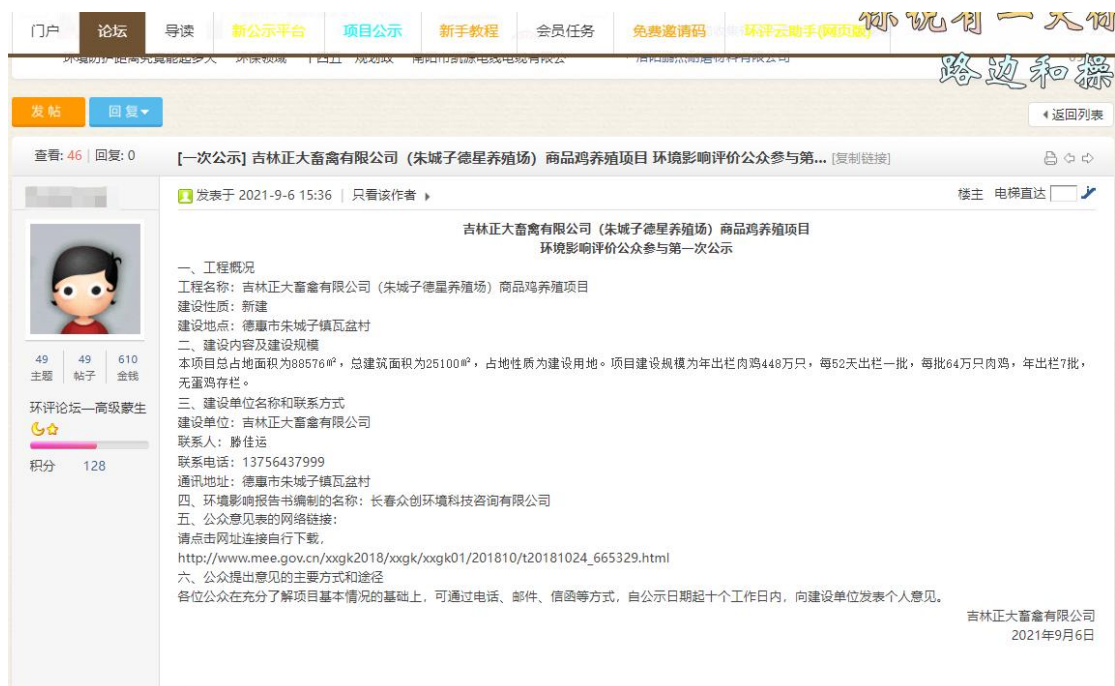 门户 论坛 导读 新公示平台 项目公示 新手教程 会员任务 免费邀请码 环评云助手(网页版)
你说有一天你
路边和操
发帖 回复 返回列表
查看: 46 | 回复: 0
[一次公示] 吉林正大畜禽有限公司（朱城子德星养殖场）商品鸡养殖项目 环境影响评价公众参与第... [复制链接]
发表于 2021-9-6 15:36 | 只看该作者
楼主 电梯直达
吉林正大畜禽有限公司（朱城子德星养殖场）商品鸡养殖项目
环境影响评价公众参与第一次公示
一、工程概况
工程名称：吉林正大畜禽有限公司（朱城子德星养殖场）商品鸡养殖项目
建设性质：新建
建设地点：德惠市朱城子镇瓦盆村
二、建设内容及建设规模
本项目总占地面积为88576㎡，总建筑面积为25100㎡，占地性质为建设用地。项目建设规模为年出栏肉鸡448万只，每52天出栏一批，每批64万只肉鸡，年出栏7批，
无蛋鸡存栏。
三、建设单位名称和联系方式
建设单位：吉林正大畜禽有限公司
联系人：滕佳运
联系电话：13756437999
通讯地址：德惠市朱城子镇瓦盆村
四、环境影响报告书编制的名称：长春众创环境科技咨询有限公司
五、公众意见表的网络链接：
请点击网址连接自行下载，
http://www.mee.gov.cn/xxgk2018/xxgk/xxgk01/201810/t20181024_665329.html
六、公众提出意见的主要方式和途径
各位公众在充分了解项目基本情况的基础上，可通过电话、邮件、信函等方式，自公示日期起十个工作日内，向建设单位发表个人意见。
吉林正大畜禽有限公司
2021年9月6日
49 49 610
主题 帖子 金钱
环评论坛—高级蒙生
积分 128